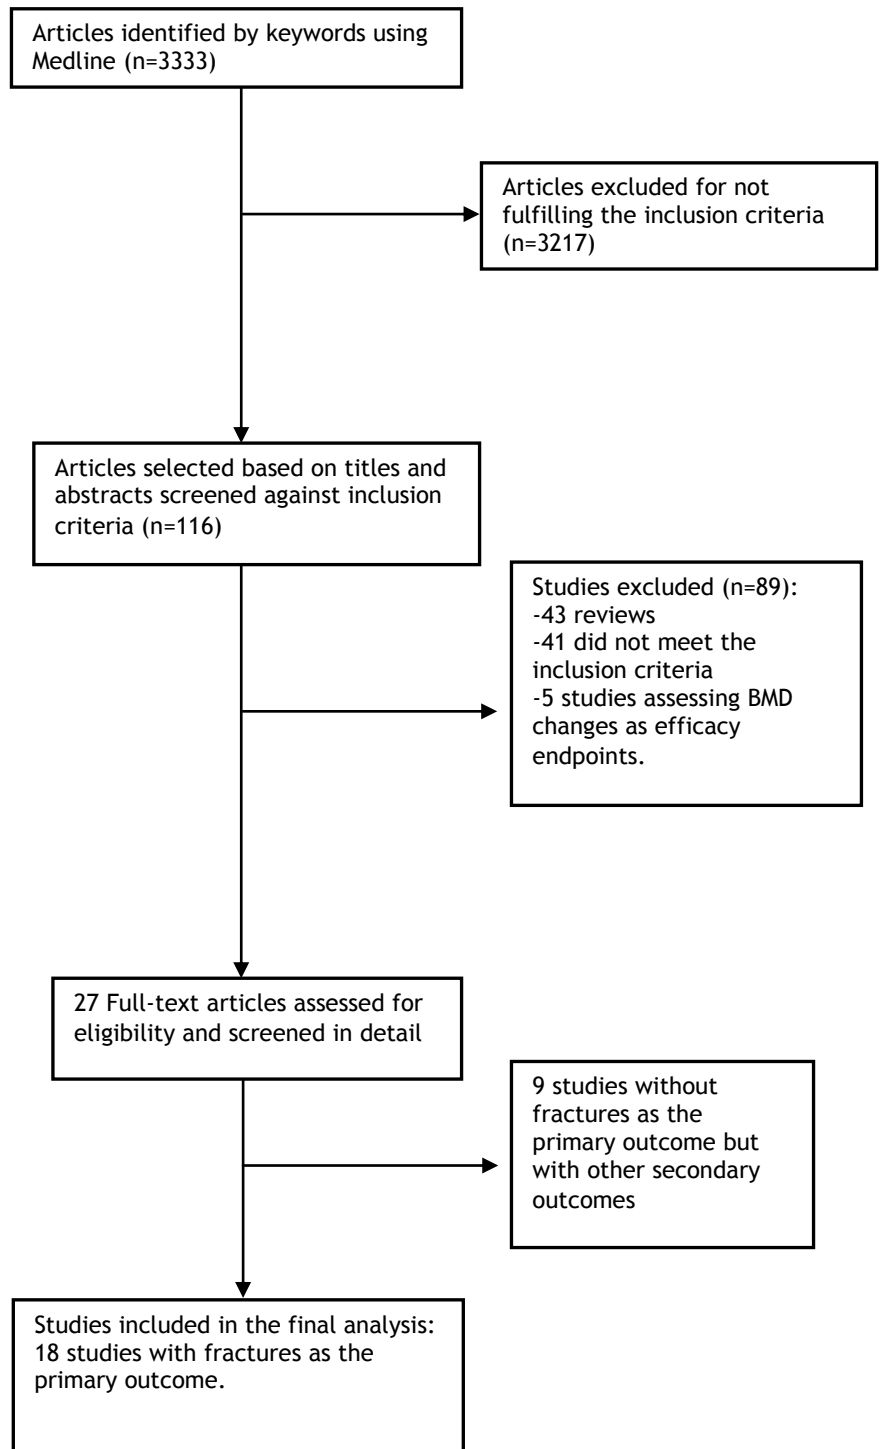 Articles identified by keywords using
Medline (n=3333)
Articles excluded for not
fulfilling the inclusion criteria
(n=3217)
Articles selected based on titles and
abstracts screened against inclusion
criteria (n=116)
Studies excluded (n=89):
-43 reviews
-41 did not meet the
inclusion criteria
-5 studies assessing BMD
changes as efficacy
endpoints.
27 Full-text articles assessed for
eligibility and screened in detail
9 studies without
fractures as the
primary outcome but
with other secondary
outcomes
Studies included in the final analysis:
18 studies with fractures as the
primary outcome.